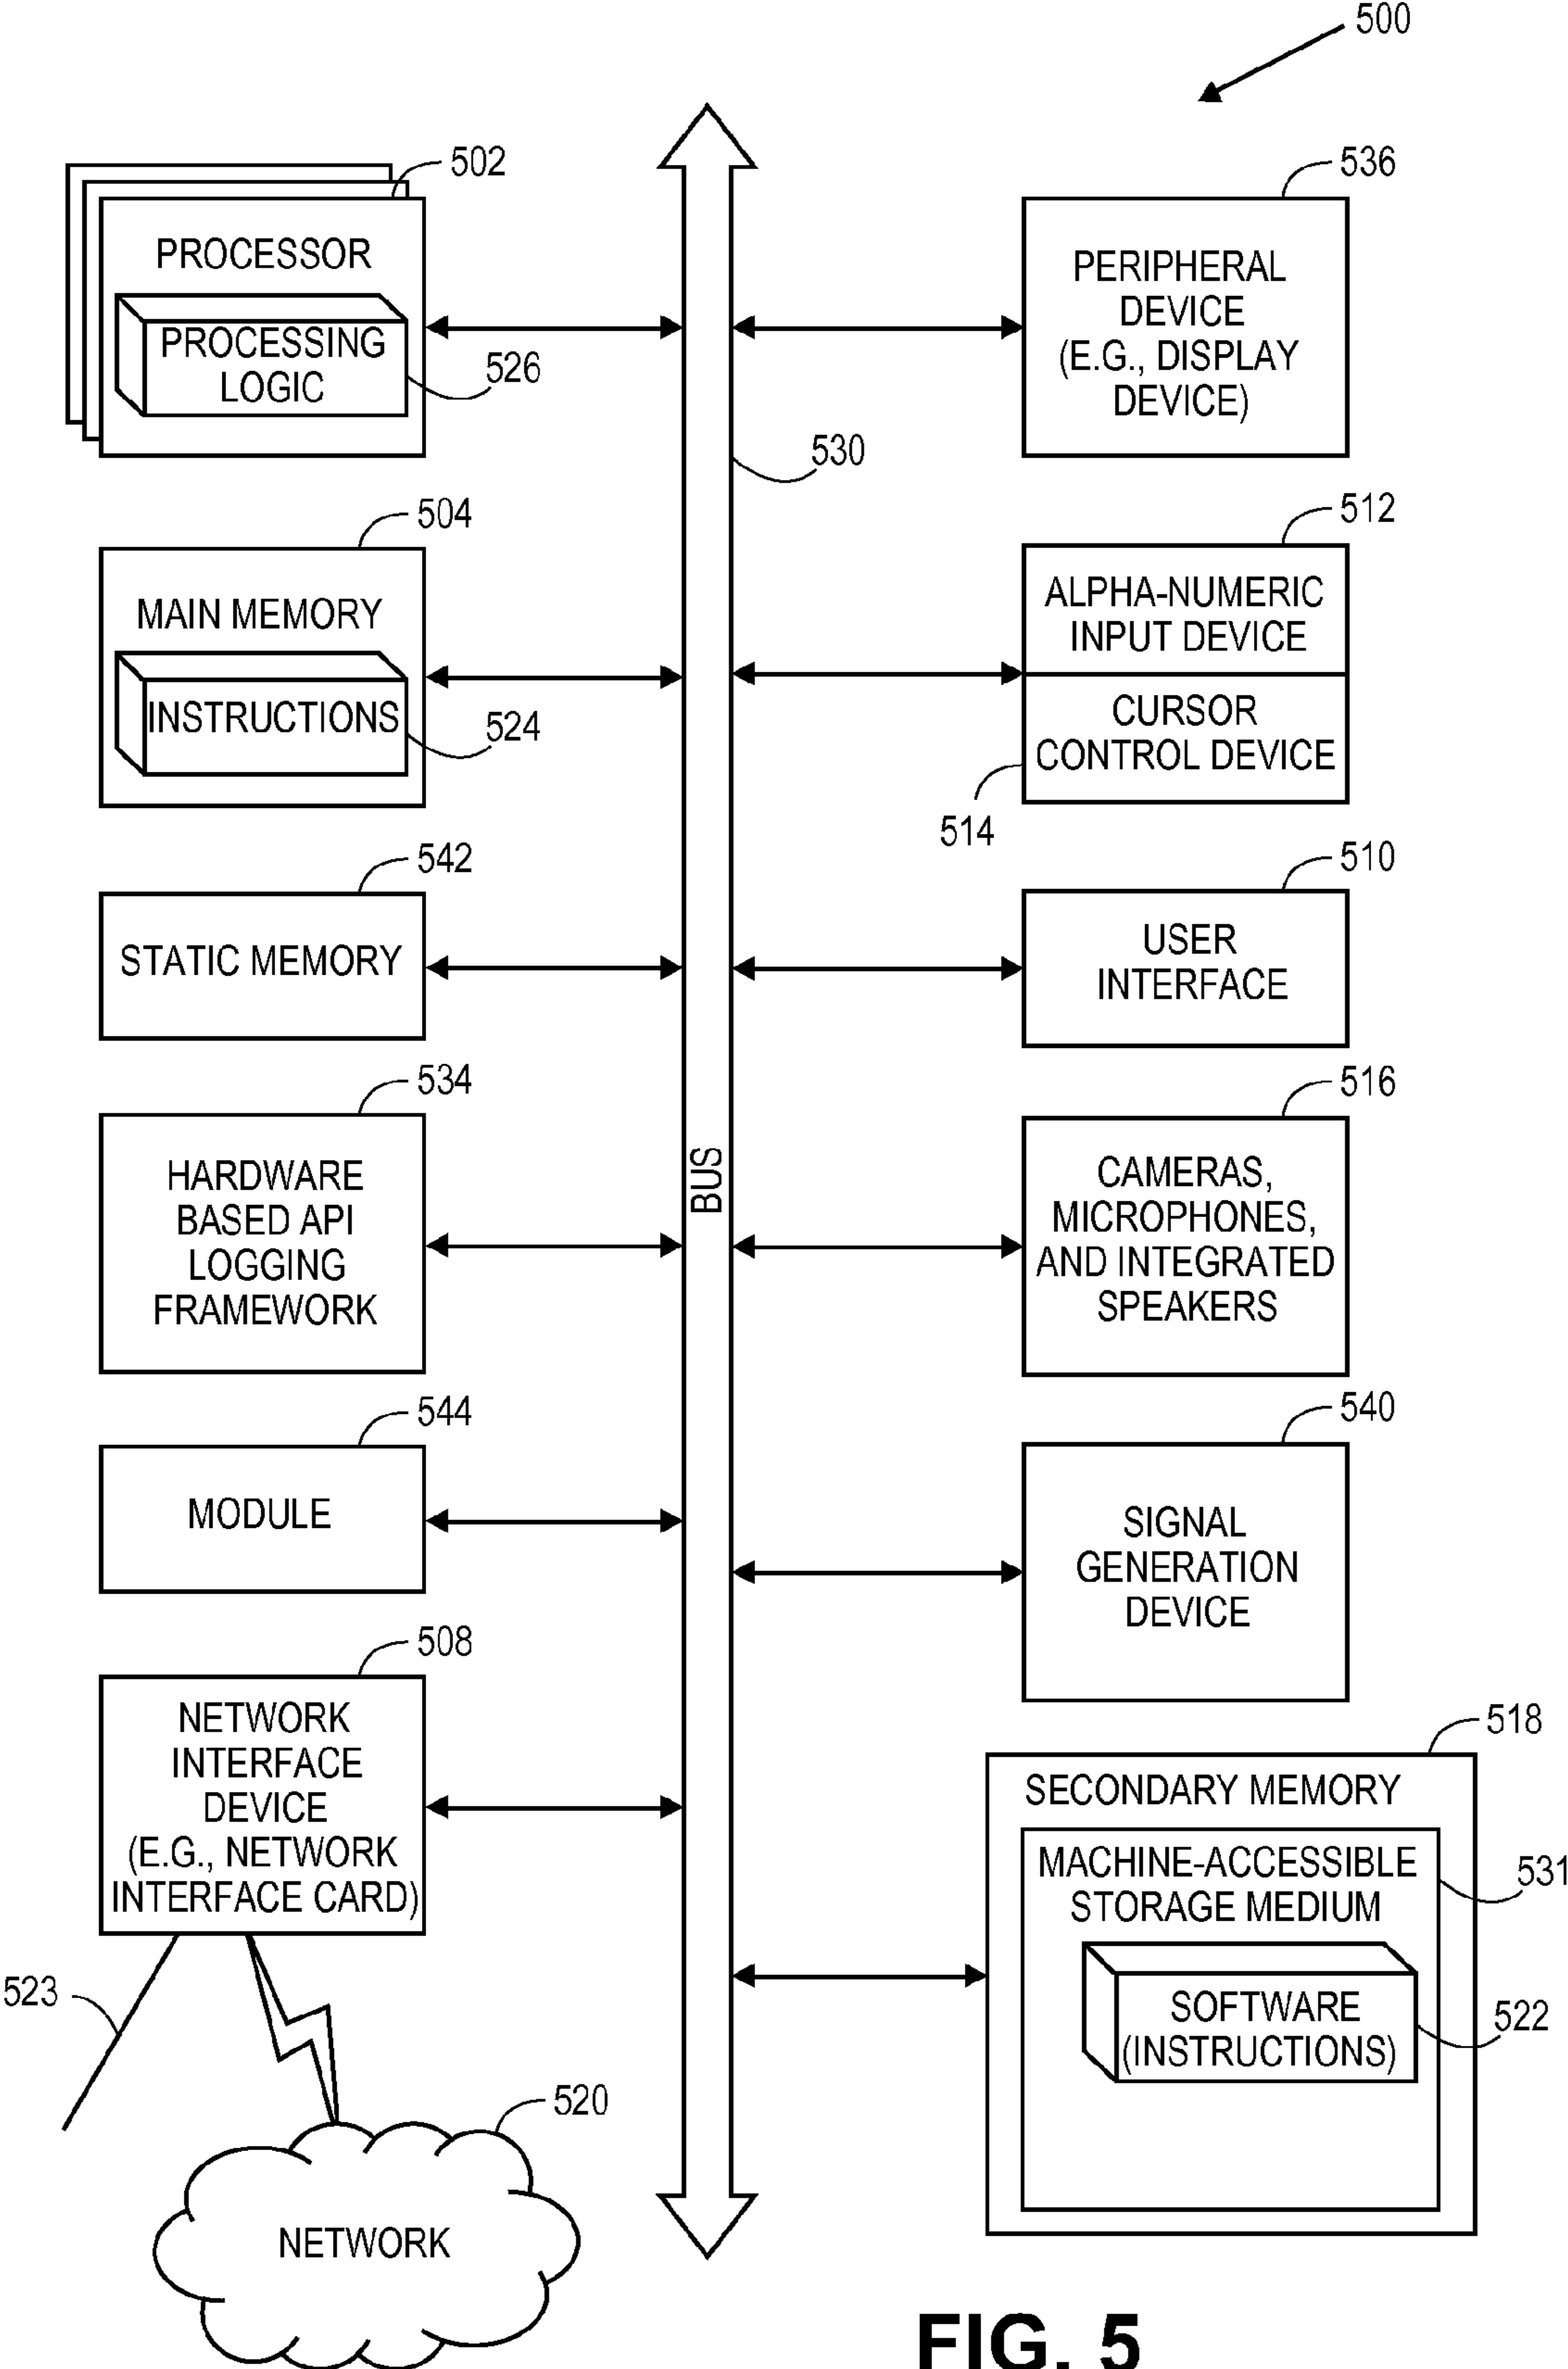 500
502
PROCESSOR
PROCESSING
LOGIC
526
504
MAIN MEMORY
INSTRUCTIONS
524
542
STATIC MEMORY
534
HARDWARE
BASED API
LOGGING
FRAMEWORK
544
MODULE
508
NETWORK
INTERFACE
DEVICE
(E.G., NETWORK
INTERFACE CARD)
523
520
NETWORK
530
BUS
536
PERIPHERAL
DEVICE
(E.G., DISPLAY
DEVICE)
512
ALPHA-NUMERIC
INPUT DEVICE
CURSOR
CONTROL DEVICE
514
510
USER
INTERFACE
516
CAMERAS,
MICROPHONES,
AND INTEGRATED
SPEAKERS
540
SIGNAL
GENERATION
DEVICE
518
SECONDARY MEMORY
MACHINE-ACCESSIBLE
STORAGE MEDIUM
531
SOFTWARE
(INSTRUCTIONS)
522
FIG. 5